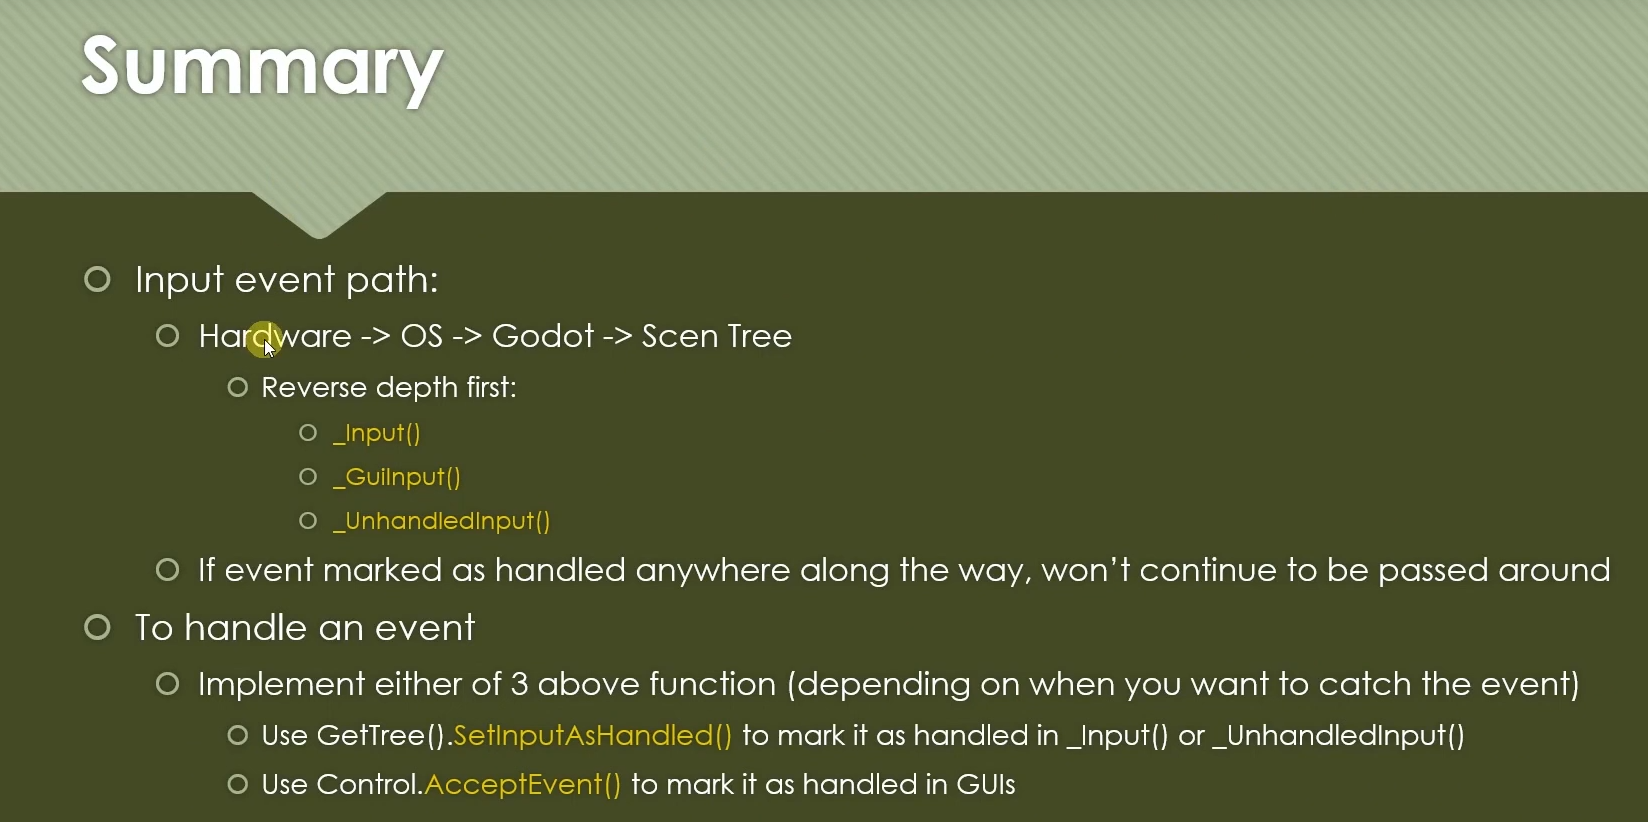 Summary
Input event path:
Hardware -> OS -> Godot -> Scen Tree
Reverse depth first:
_Input()
_GuiInput()
_UnhandledInput()
If event marked as handled anywhere along the way, won’t continue to be passed around
To handle an event
Implement either of 3 above function (depending on when you want to catch the event)
Use GetTree().SetInputAsHandled() to mark it as handled in _Input() or _UnhandledInput()
Use Control.AcceptEvent() to mark it as handled in GUIs